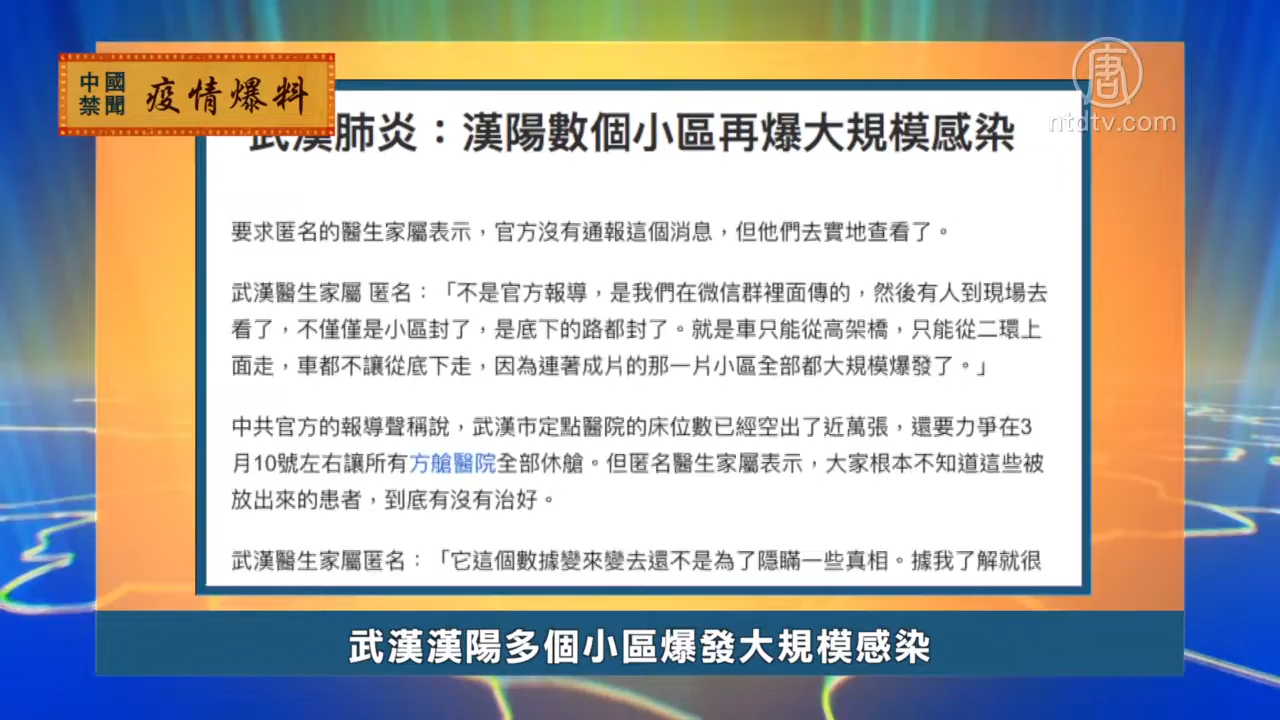 中國禁聞
疫情爆料
唐
ntdtv.com
武漢肺炎：漢陽數個小區再爆大規模感染
要求匿名的醫生家屬表示，官方沒有通報這個消息，但他們去實地查看了。
武漢醫生家屬 匿名：「不是官方報導，是我們在微信群裡面傳的，然後有人到現場去
看了，不僅僅是小區封了，是底下的路都封了。就是車只能從高架橋，只能從二環上
面走，車都不讓從底下走，因為連著成片的那一片小區全部都大規模爆發了。」
中共官方的報導聲稱說，武漢市定點醫院的床位數已經空出了近萬張，還要力爭在3
月10號左右讓所有方艙醫院全部休艙。但匿名醫生家屬表示，大家根本不知道這些被
放出來的患者，到底有沒有治好。
武漢醫生家屬匿名：「它這個數據變來變去還不是為了隱瞞一些真相。據我了解就很
武漢漢陽多個小區爆發大規模感染